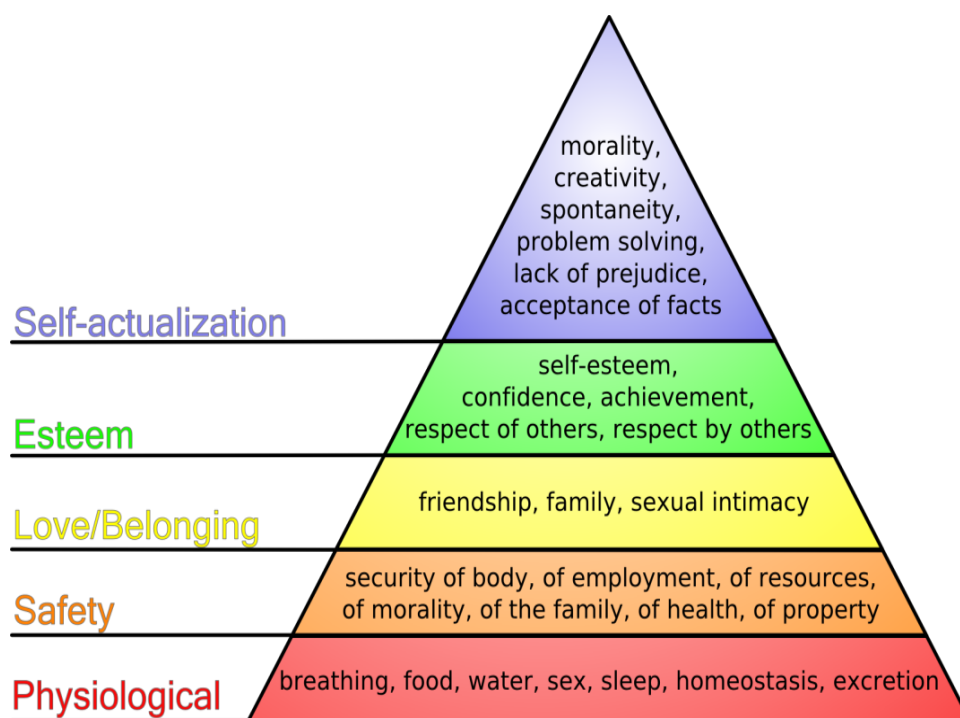 morality,
creativity,
spontaneity,
problem solving,
lack of prejudice,
acceptance of facts
Self-actualization
self-esteem,
confidence, achievement,
respect of others, respect by others
Esteem
friendship, family, sexual intimacy
Love/Belonging
security of body, of employment, of resources,
of morality, of the family, of health, of property
Safety
breathing, food, water, sex, sleep, homeostasis, excretion
Physiological